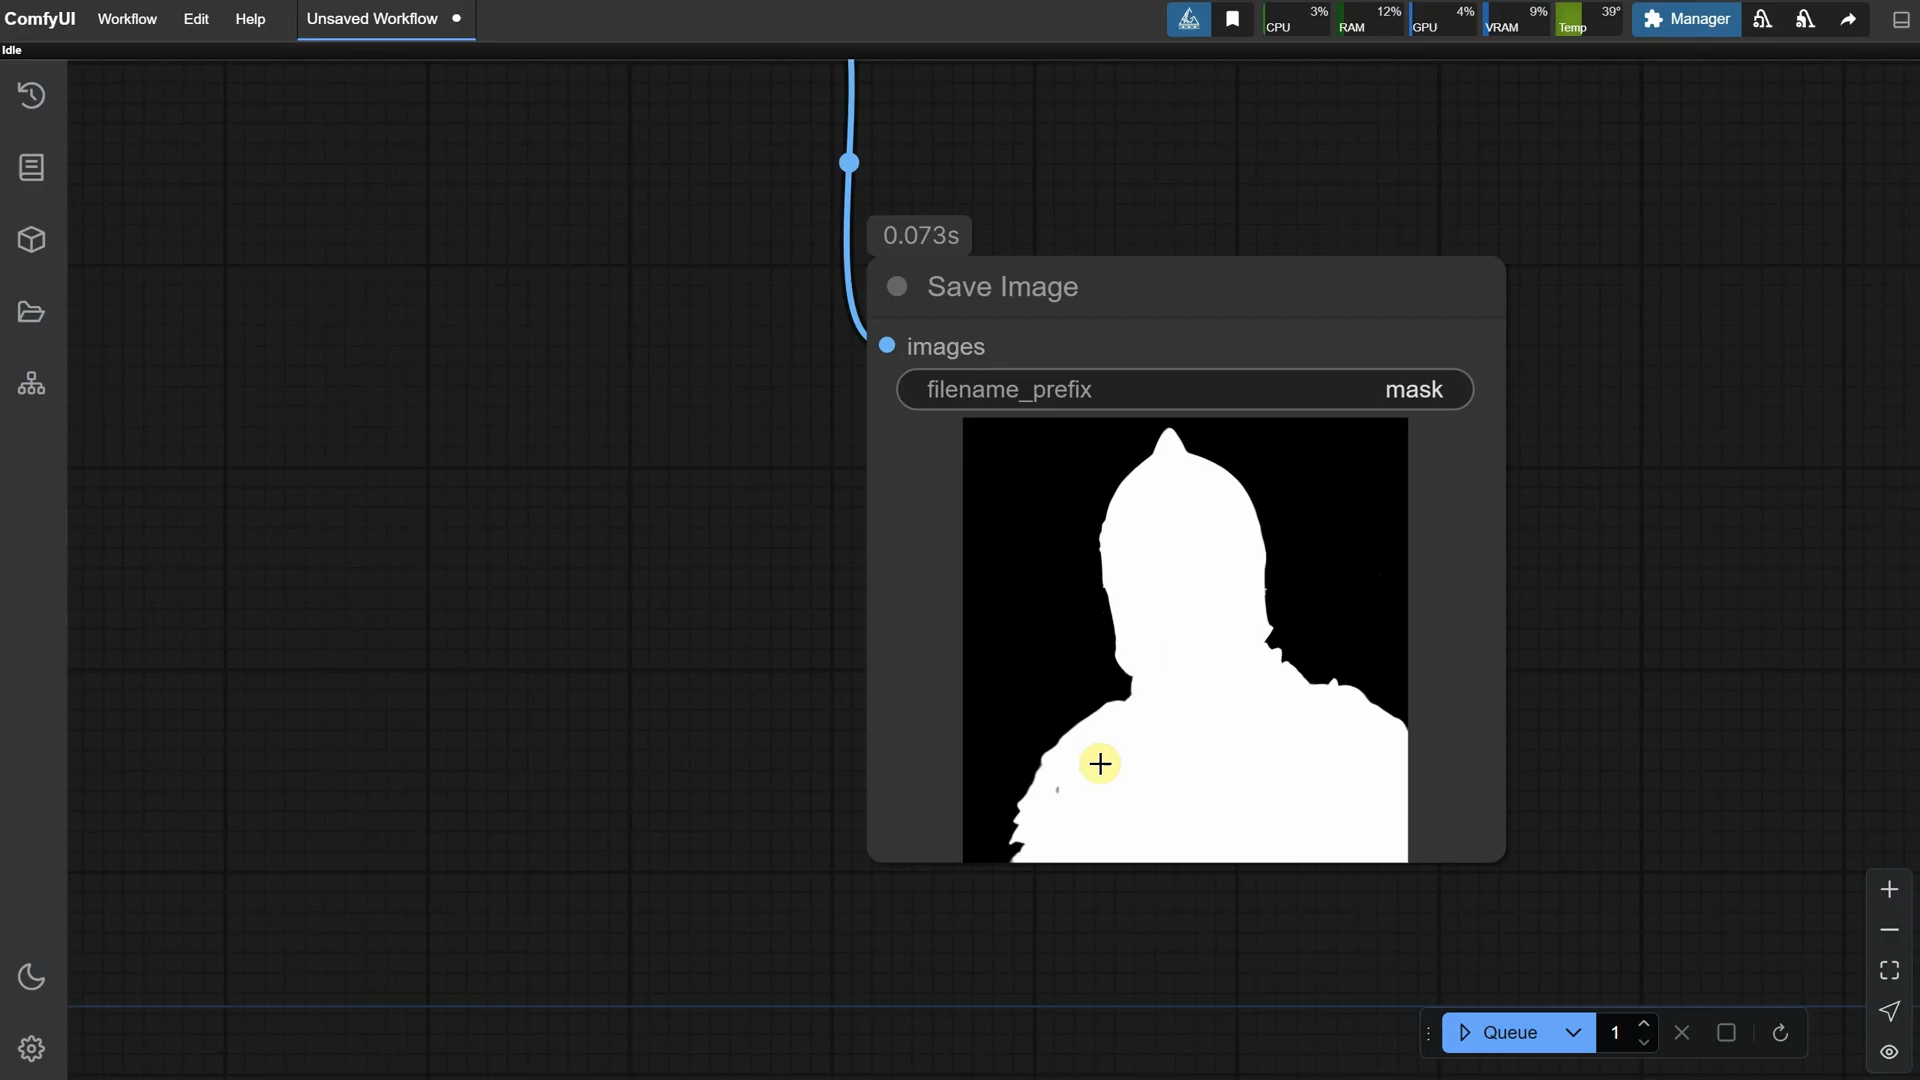 ComfyUI Workflow Edit Help Unsaved Workflow
CPU 3% RAM 12% GPU 4% VRAM 9% Temp 39° Manager
Idle
0.073s
Save Image
images
filename_prefix mask
Queue 1